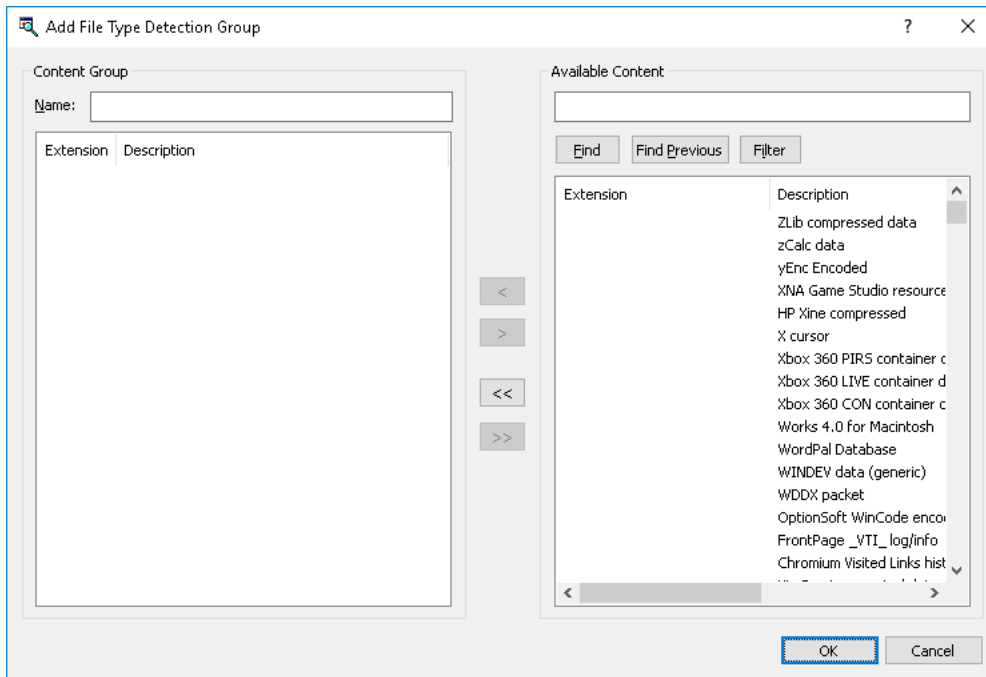 Add File Type Detection Group
?
Content Group
Name:
Extension Description
<
>
<<
>>
Available Content
Find Find Previous Filter
Extension Description
ZLib compressed data
zCalc data
yEnc Encoded
XNA Game Studio resource
HP Xine compressed
X cursor
Xbox 360 PIRS container
Xbox 360 LIVE container d
Xbox 360 CON container
Works 4.0 for Macintosh
WordPal Database
WINDEV data (generic)
WDDX packet
OptionSoft WinCode enco
FrontPage _VTI_ log/info
Chromium Visited Links hist
OK Cancel